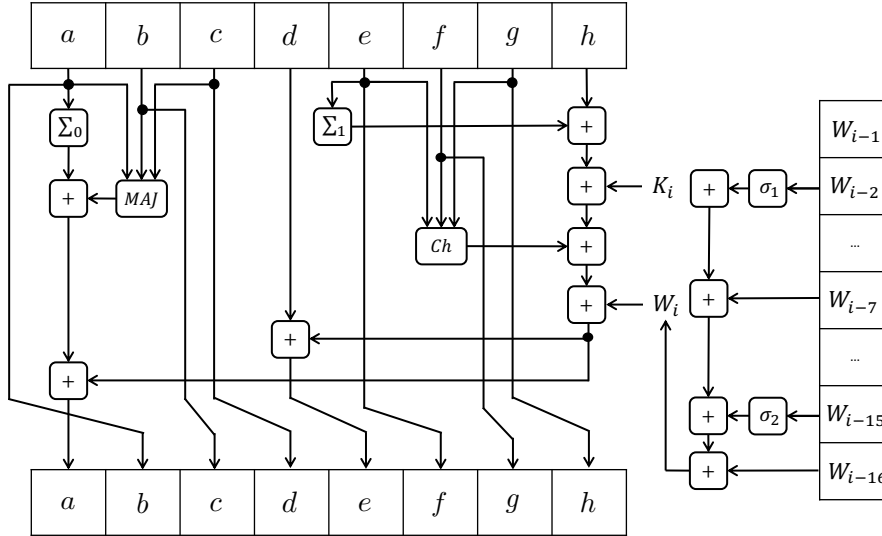 a b c d e f g h
Σ₀ Σ₁ +
W_{i−1}
+ MAJ + K_i + σ₁ W_{i−2}
Ch + ...
+ W_i + W_{i−7}
+
... 
+
+ σ₂ W_{i−15}
+ W_{i−16}
a b c d e f g h